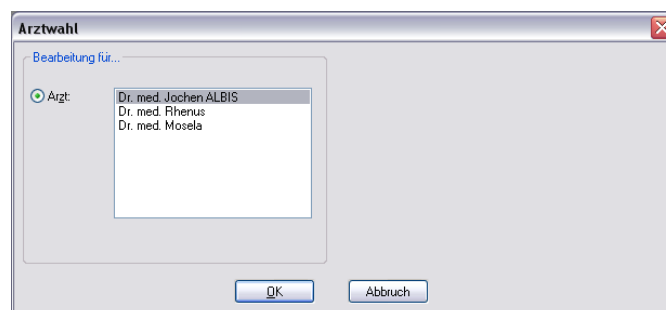 Arztwahl
Bearbeitung für...
Arzt:
Dr. med. Jochen ALBIS
Dr. med. Rhenus
Dr. med. Mosela
OK
Abbruch